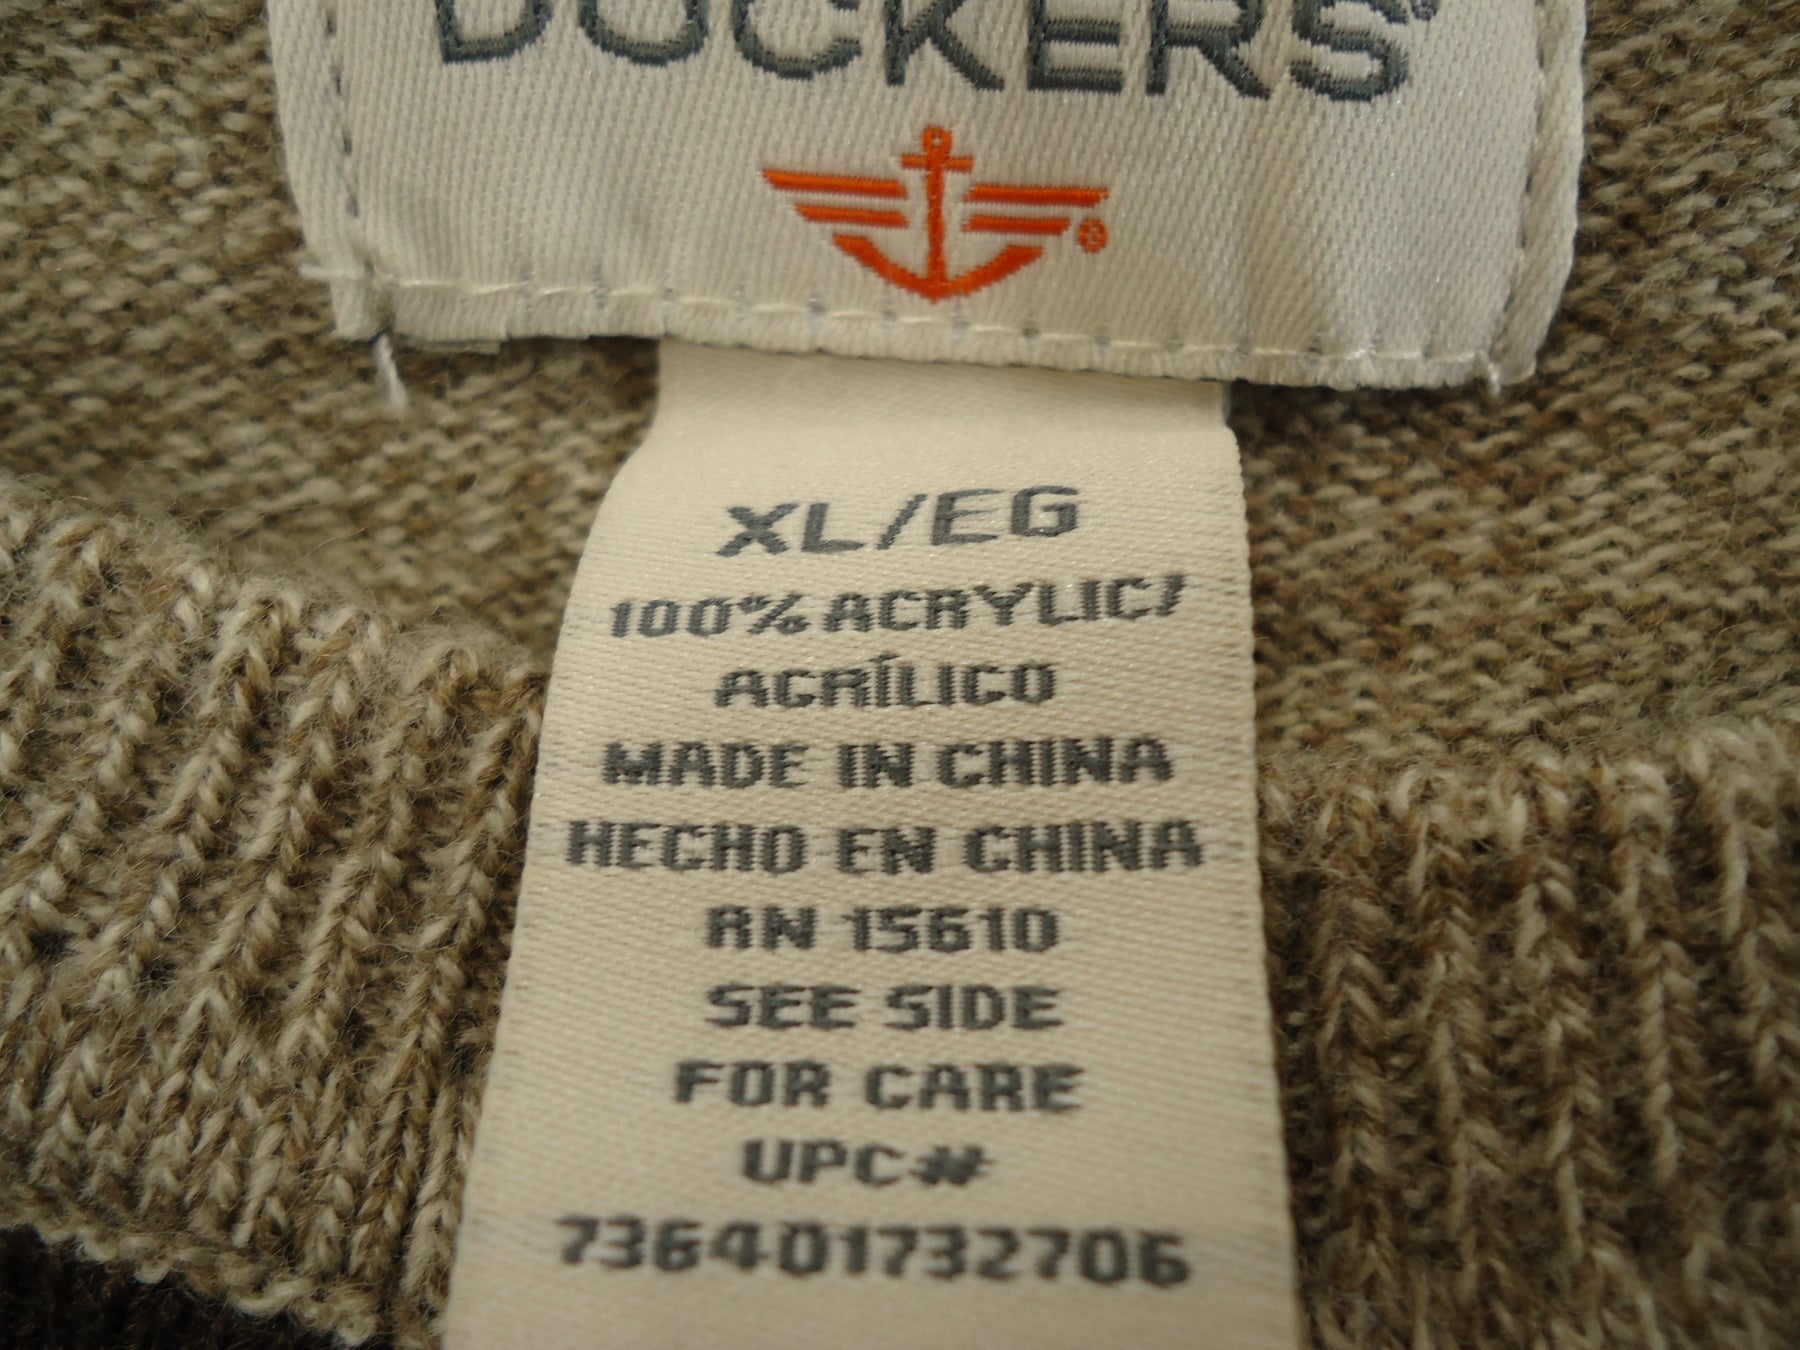 DOCKERS®
®
XL/EG
100% ACRYLIC/
ACRÍLICO
MADE IN CHINA
HECHO EN CHINA
RN 15610
SEE SIDE
FOR CARE
UPC#
736401732706